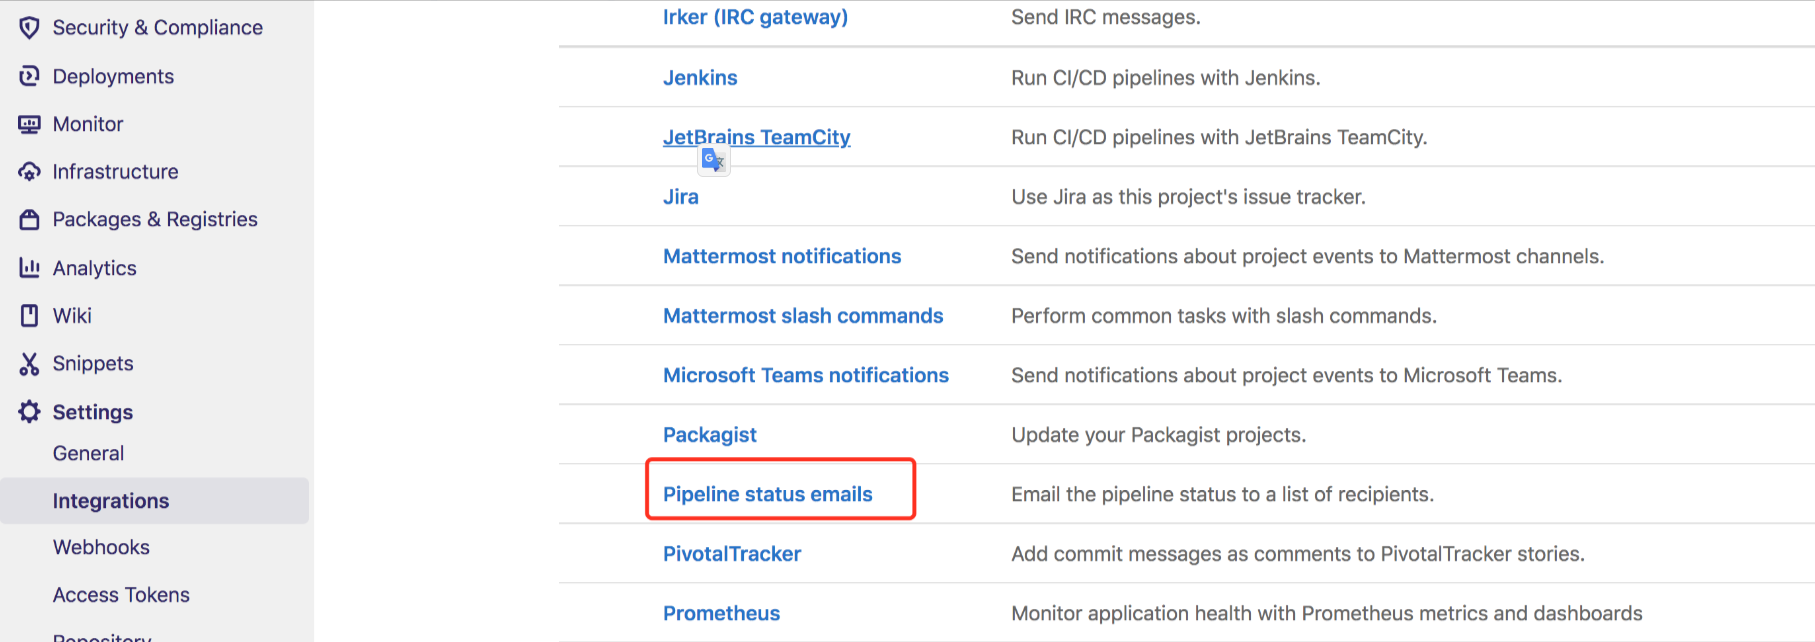 Security & Compliance
Deployments
Monitor
Infrastructure
Packages & Registries
Analytics
Wiki
Snippets
Settings
General
Integrations
Webhooks
Access Tokens
Repository
Irker (IRC gateway) Send IRC messages.
Jenkins Run CI/CD pipelines with Jenkins.
JetBrains TeamCity Run CI/CD pipelines with JetBrains TeamCity.
Jira Use Jira as this project's issue tracker.
Mattermost notifications Send notifications about project events to Mattermost channels.
Mattermost slash commands Perform common tasks with slash commands.
Microsoft Teams notifications Send notifications about project events to Microsoft Teams.
Packagist Update your Packagist projects.
Pipeline status emails Email the pipeline status to a list of recipients.
PivotalTracker Add commit messages as comments to PivotalTracker stories.
Prometheus Monitor application health with Prometheus metrics and dashboards